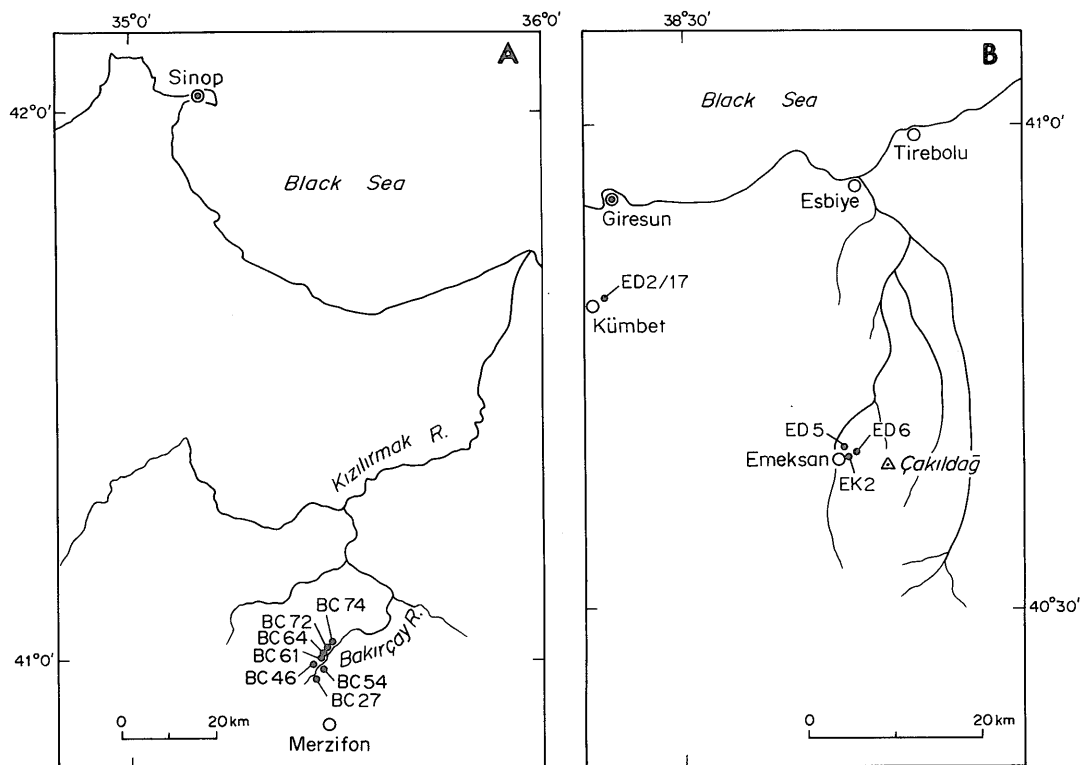 35°0'
36°0'
A
Sinop
42°0'
Black Sea
Kızılırmak R.
BC 74
BC 72
BC 64
BC 61
BC 46
Bakırçay R.
BC 54
BC 27
41°0'
0 20 km
Merzifon
38°30'
B
Black Sea
41°0'
Tirebolu
Esbiye
Giresun
ED2/17
Kümbet
ED 5
ED 6
Emeksan
Çakıldağ
EK2
40°30'
0 20 km